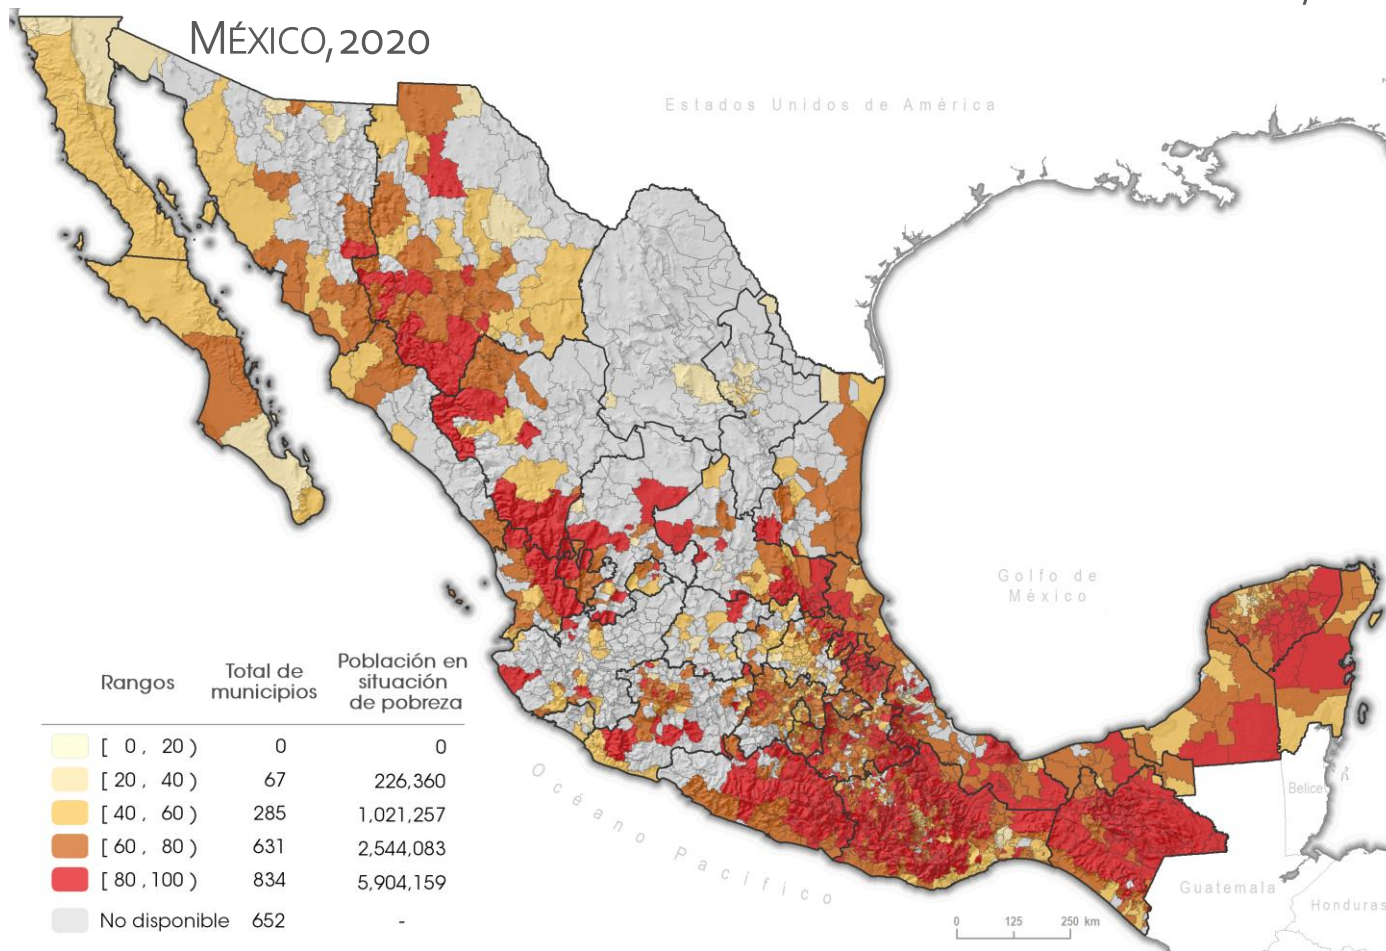 MÉXICO, 2020
Estados Unidos de América
Golfo de
México
Rangos
Total de
municipios
Población en
situación
de pobreza
[ 0 , 20 ) 0 0
[ 20 , 40 ) 67 226,360
[ 40 , 60 ) 285 1,021,257
[ 60 , 80 ) 631 2,544,083
[ 80 , 100 ) 834 5,904,159
No disponible 652 -
Océano Pacífico
Belice
Guatemala
Honduras
0 125 250 km